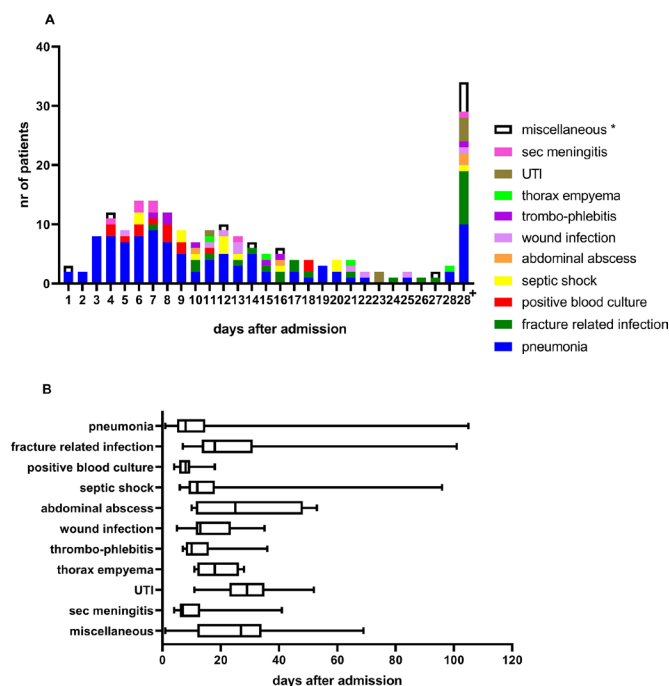 A
40
30
20
10
0
nr of patients
1 2 3 4 5 6 7 8 9 10 11 12 13 14 15 16 17 18 19 20 21 22 23 24 25 26 27 28 28+
days after admission
miscellaneous *
sec meningitis
UTI
thorax empyema
trombo-phlebitis
wound infection
abdominal abscess
septic shock
positive blood culture
fracture related infection
pneumonia
B
pneumonia
fracture related infection
positive blood culture
septic shock
abdominal abscess
wound infection
thrombo-phlebitis
thorax empyema
UTI
sec meningitis
miscellaneous
0 20 40 60 80 100 120
days after admission